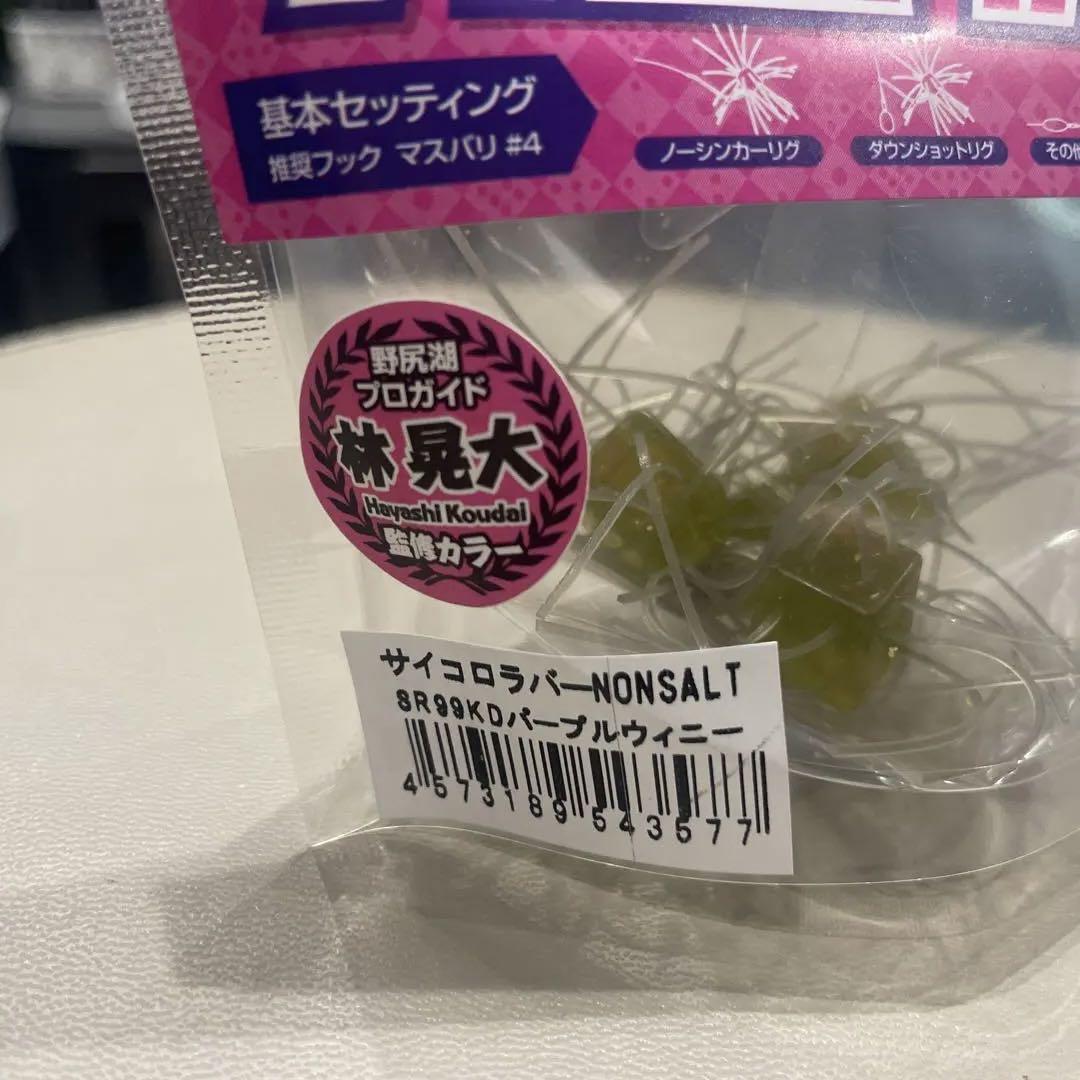 基本セッティング
推奨フック マスバリ #4
ノーシンカーリグ
ダウンショットリグ
その他
野尻湖
プロガイド
林 晃大
Hayashi Koudai
監修カラー
サイコロラバーNONSALT
SR99KDパープルウィニー
4573189543577